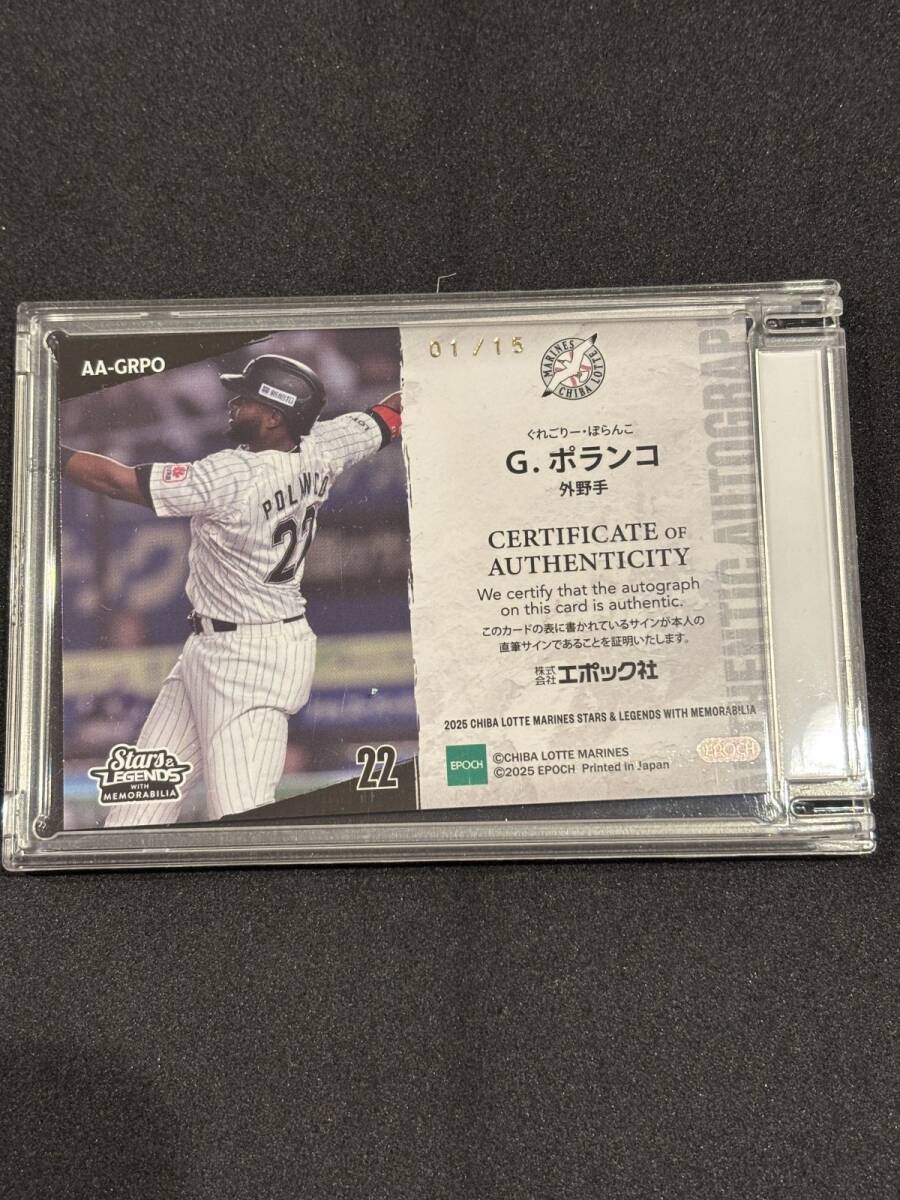 AA-GRPO
01/15
MARINES
CHIBA LOTTE
ぐれごりー・ぽらんこ
G. ポランコ
外野手
CERTIFICATE OF
AUTHENTICITY
We certify that the autograph
on this card is authentic.
このカードの表に書かれているサインが本人の
直筆サインであることを証明いたします。
株式会社 エポック社
2025 CHIBA LOTTE MARINES STARS & LEGENDS WITH MEMORABILIA
EPOCH
©CHIBA LOTTE MARINES
©2025 EPOCH Printed in Japan
EPOCH
POLANCO
22
Stars &
LEGENDS
WITH
MEMORABILIA
22